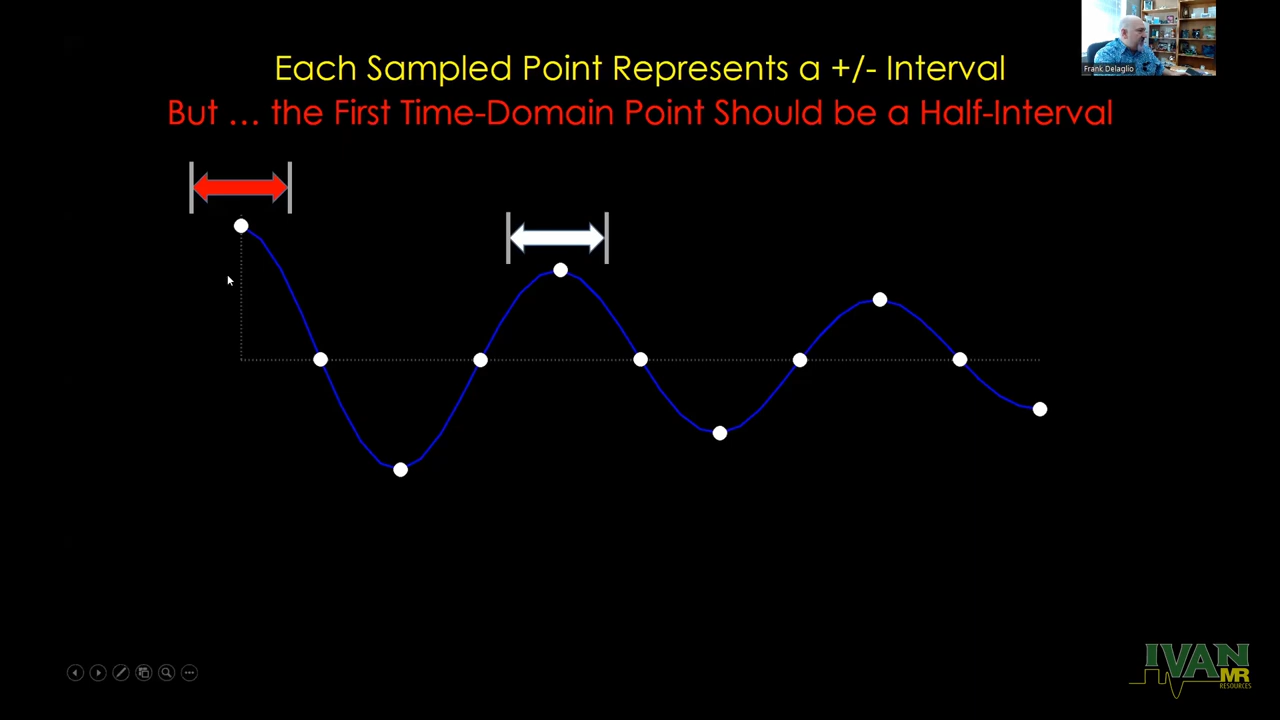 Frank Delaglio
Each Sampled Point Represents a +/- Interval
But … the First Time-Domain Point Should be a Half-Interval
IVAN
MR
RESOURCES